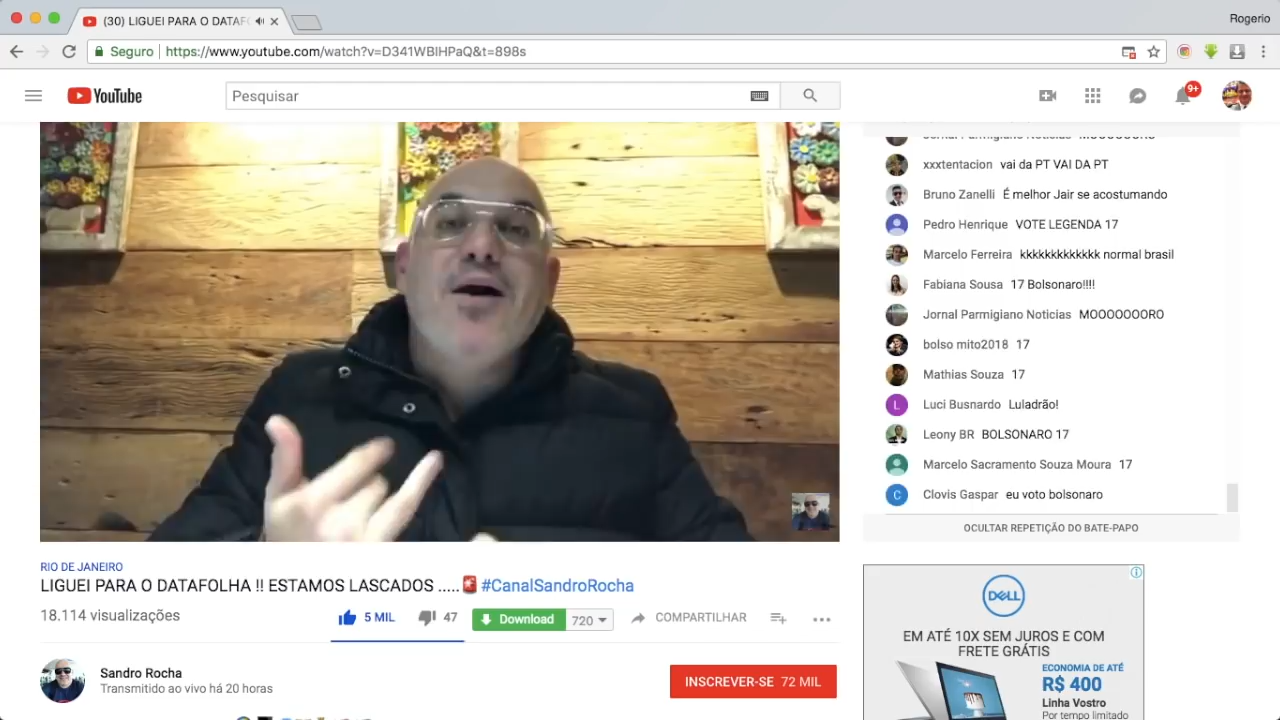 (30) LIGUEI PARA O DATAF
Rogerio
Seguro https://www.youtube.com/watch?v=D341WBIHPaQ&t=898s
YouTube
Pesquisar
9+
Jornal Parmigiano Noticias MOOOOOORO
xxxtentacion vai da PT VAI DA PT
Bruno Zanelli É melhor Jair se acostumando
Pedro Henrique VOTE LEGENDA 17
Marcelo Ferreira kkkkkkkkkkkkk normal brasil
Fabiana Sousa 17 Bolsonaro!!!!
Jornal Parmigiano Noticias MOOOOOOORO
bolso mito2018 17
Mathias Souza 17
L
Luci Busnardo Luladrão!
Leony BR BOLSONARO 17
Marcelo Sacramento Souza Moura 17
C
Clovis Gaspar eu voto bolsonaro
OCULTAR REPETIÇÃO DO BATE-PAPO
RIO DE JANEIRO
LIGUEI PARA O DATAFOLHA !! ESTAMOS LASCADOS ..... #CanalSandroRocha
18.114 visualizações
5 MIL
47
Download
720
COMPARTILHAR
Sandro Rocha
Transmitido ao vivo há 20 horas
INSCREVER-SE 72 MIL
DELL
EM ATÉ 10X SEM JUROS E COM
FRETE GRÁTIS
ECONOMIA DE ATÉ
R$ 400
Linha Vostro
Por tempo limitado